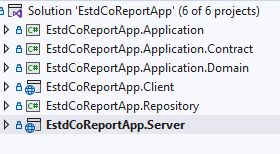 Solution 'EstdCoReportApp' (6 of 6 projects)
C# EstdCoReportApp.Application
C# EstdCoReportApp.Application.Contract
C# EstdCoReportApp.Application.Domain
EstdCoReportApp.Client
C# EstdCoReportApp.Repository
EstdCoReportApp.Server